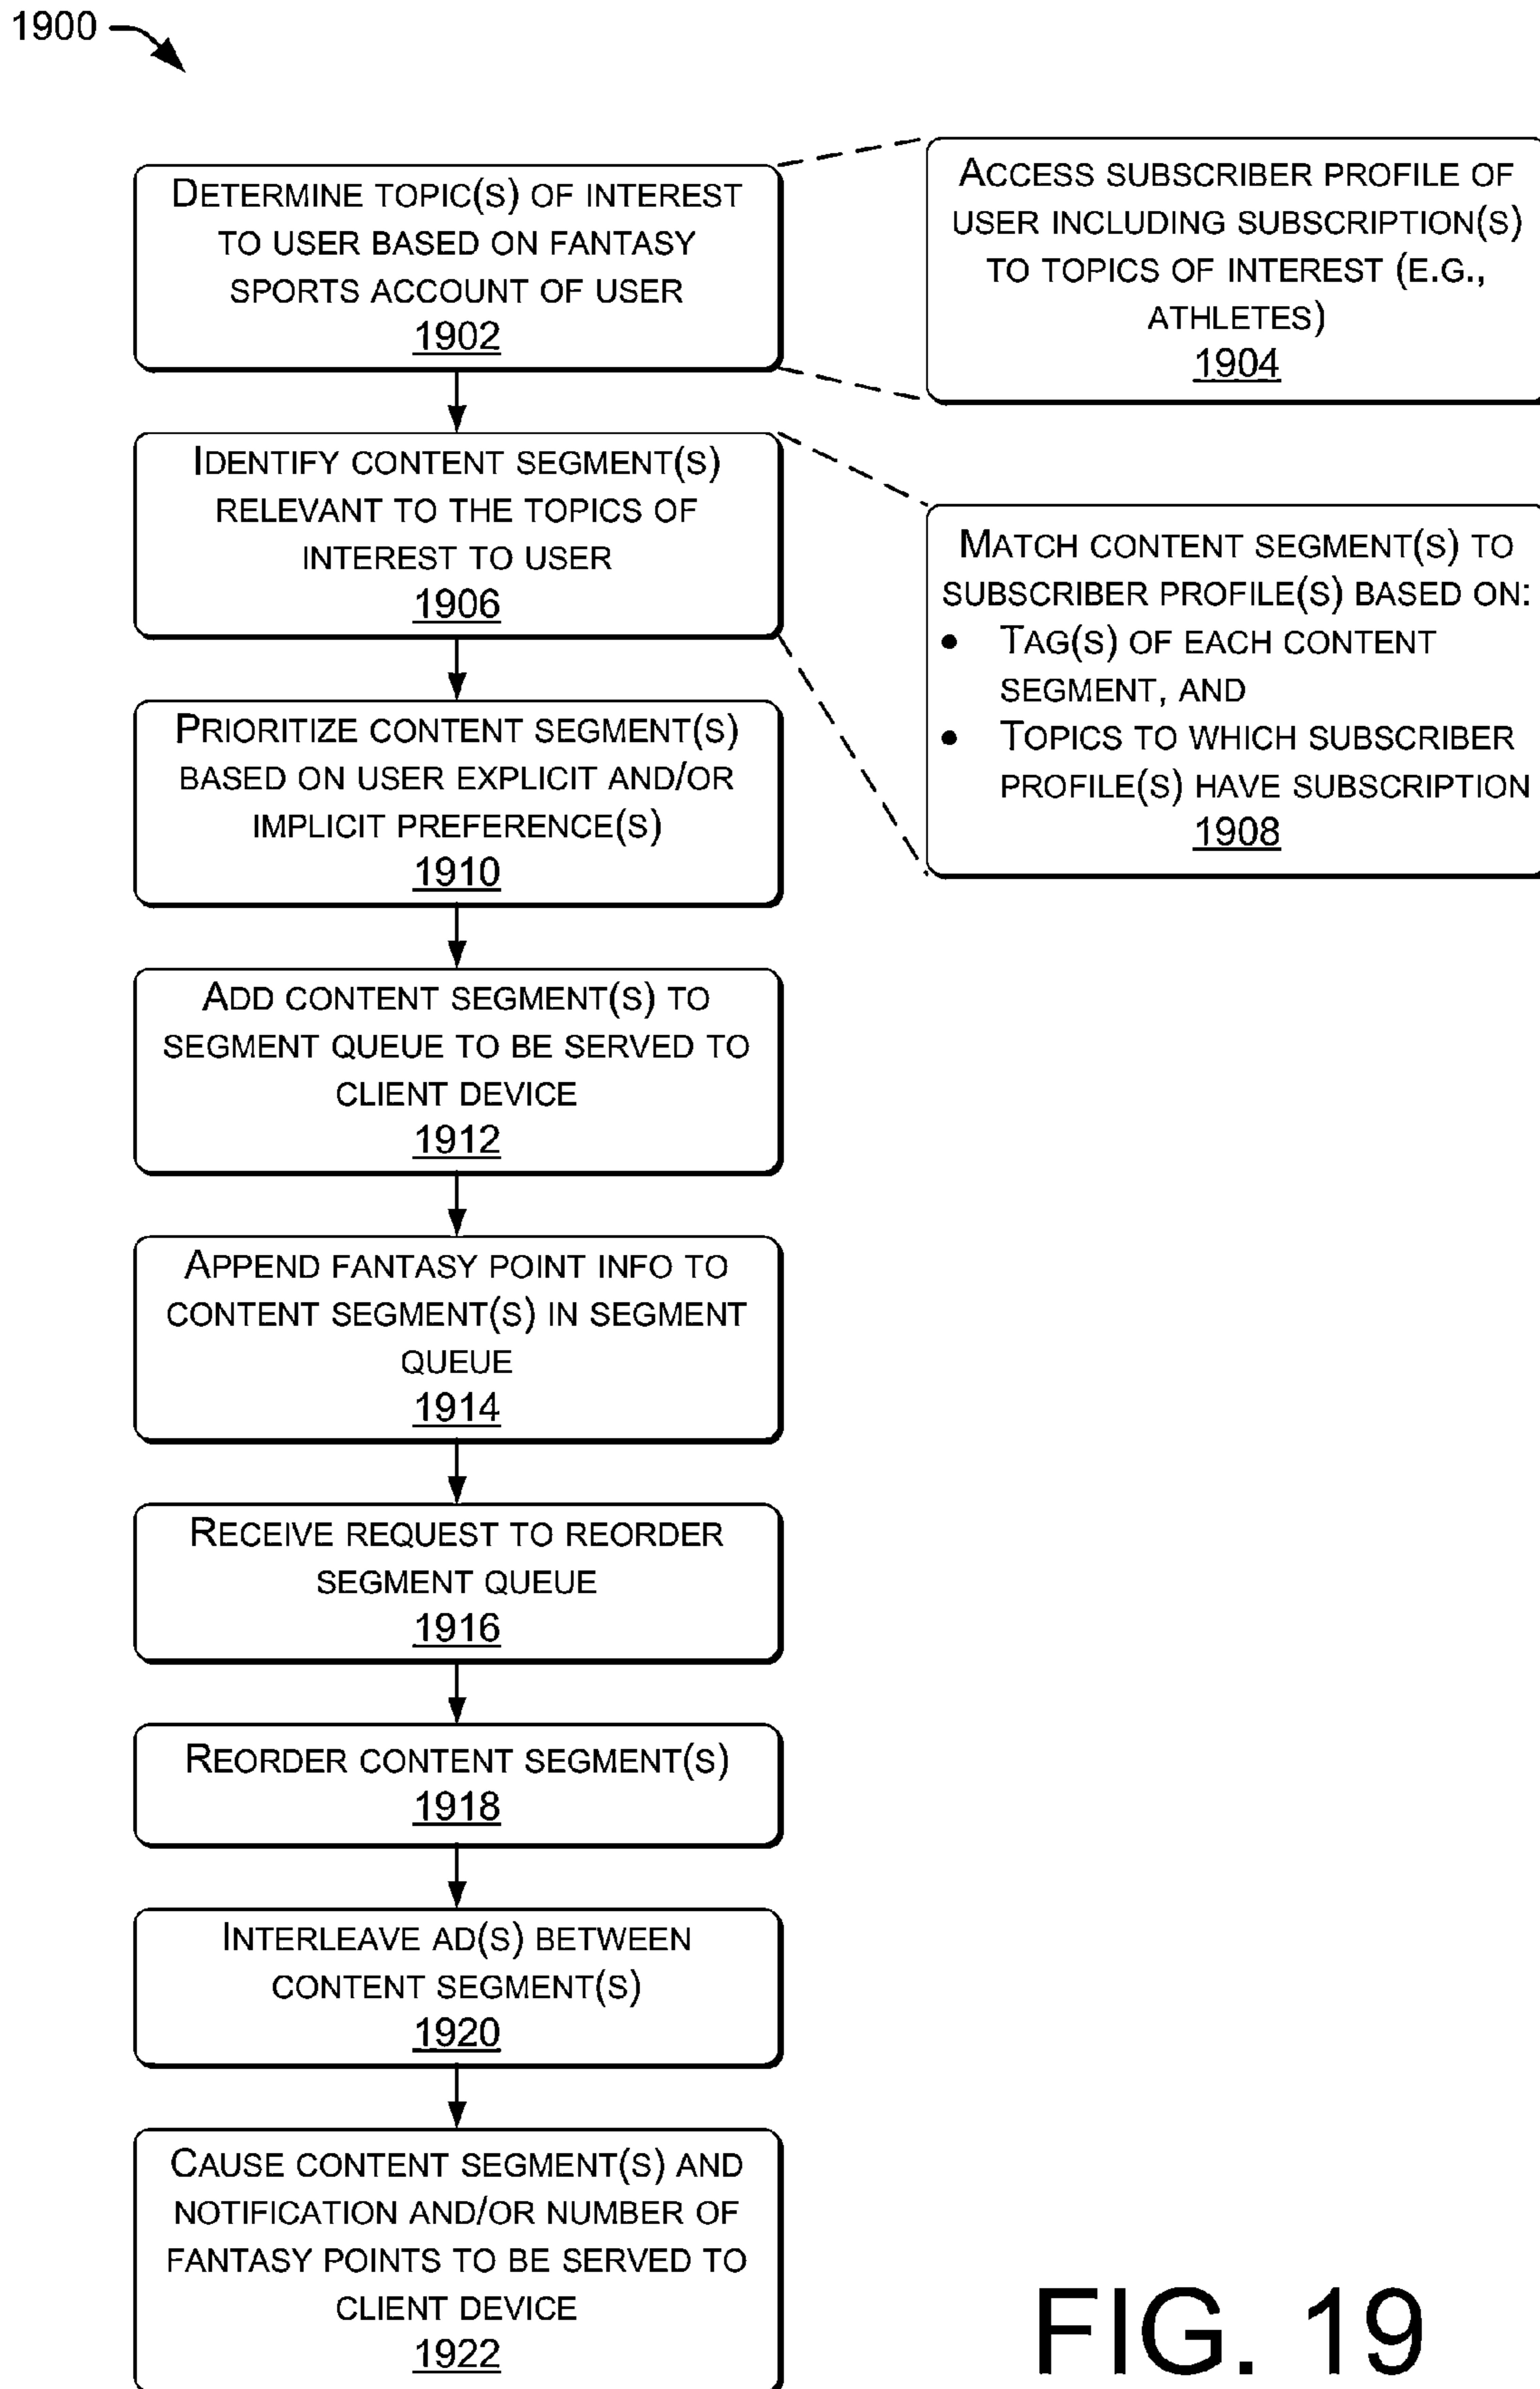 1900
DETERMINE TOPIC(S) OF INTEREST
TO USER BASED ON FANTASY
SPORTS ACCOUNT OF USER
1902
ACCESS SUBSCRIBER PROFILE OF
USER INCLUDING SUBSCRIPTION(S)
TO TOPICS OF INTEREST (E.G.,
ATHLETES)
1904
IDENTIFY CONTENT SEGMENT(S)
RELEVANT TO THE TOPICS OF
INTEREST TO USER
1906
MATCH CONTENT SEGMENT(S) TO
SUBSCRIBER PROFILE(S) BASED ON:
• TAG(S) OF EACH CONTENT
SEGMENT, AND
• TOPICS TO WHICH SUBSCRIBER
PROFILE(S) HAVE SUBSCRIPTION
1908
PRIORITIZE CONTENT SEGMENT(S)
BASED ON USER EXPLICIT AND/OR
IMPLICIT PREFERENCE(S)
1910
ADD CONTENT SEGMENT(S) TO
SEGMENT QUEUE TO BE SERVED TO
CLIENT DEVICE
1912
APPEND FANTASY POINT INFO TO
CONTENT SEGMENT(S) IN SEGMENT
QUEUE
1914
RECEIVE REQUEST TO REORDER
SEGMENT QUEUE
1916
REORDER CONTENT SEGMENT(S)
1918
INTERLEAVE AD(S) BETWEEN
CONTENT SEGMENT(S)
1920
CAUSE CONTENT SEGMENT(S) AND
NOTIFICATION AND/OR NUMBER OF
FANTASY POINTS TO BE SERVED TO
CLIENT DEVICE
1922
FIG. 19